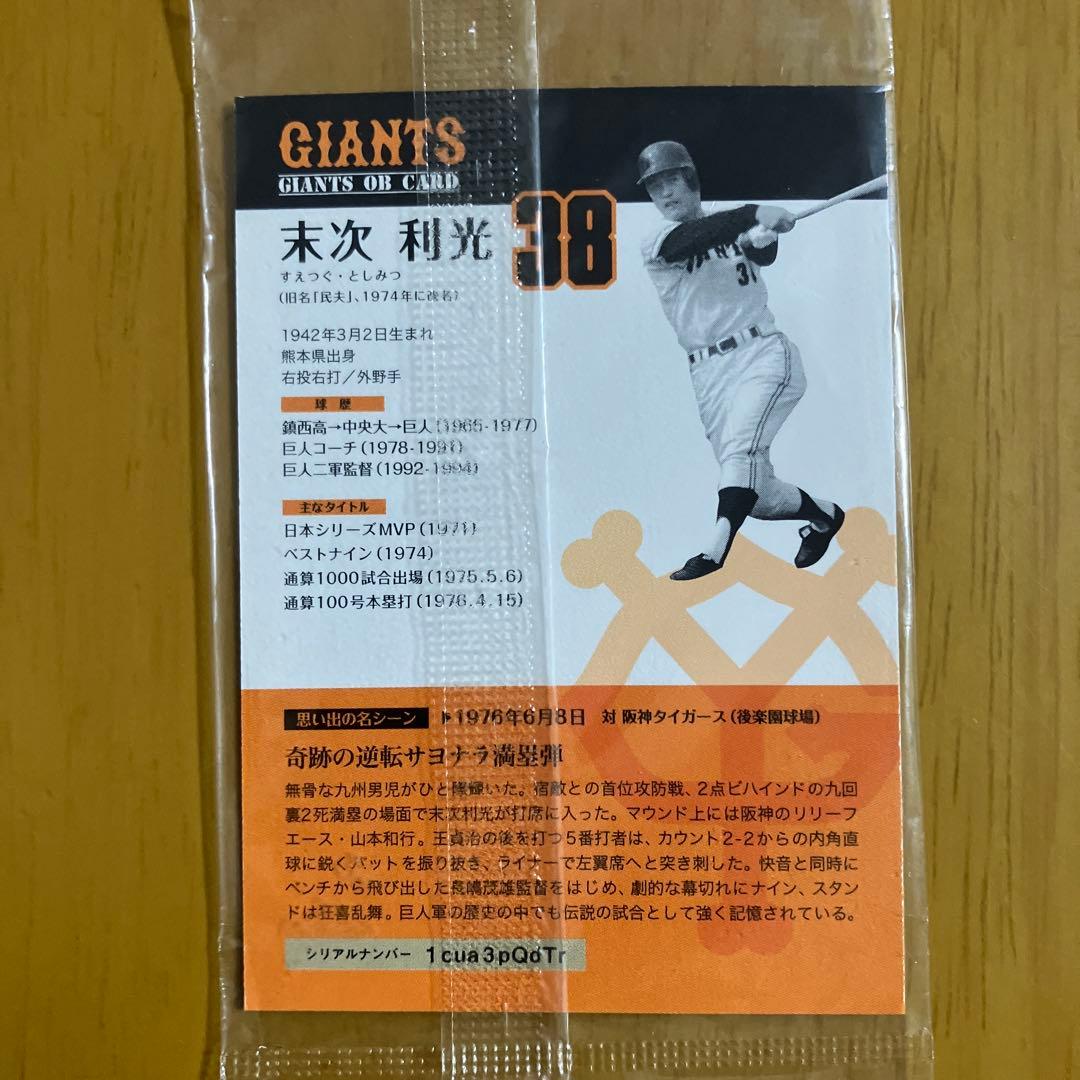 GIANTS
GIANTS OB CARD
末次 利光 38
すえつぐ・としみつ
(旧名「民夫」、1974年に改名)
1942年3月2日生まれ
熊本県出身
右投右打／外野手
球 歴
鎮西高→中央大→巨人(1965-1977)
巨人コーチ(1978-1991)
巨人二軍監督(1992-1994)
主なタイトル
日本シリーズMVP(1971)
ベストナイン(1974)
通算1000試合出場(1975.5.6)
通算100号本塁打(1976.4.15)
思い出の名シーン 1976年6月8日 対 阪神タイガース(後楽園球場)
奇跡の逆転サヨナラ満塁弾
無骨な九州男児がひと際輝いた。宿敵との首位攻防戦、2点ビハインドの九回
裏2死満塁の場面で末次利光が打席に入った。マウンド上には阪神のリリーフ
エース・山本和行。王貞治の後を打つ5番打者は、カウント2-2からの内角直
球に鋭くバットを振り抜き、ライナーで左翼席へと突き刺した。快音と同時に
ベンチから飛び出した長嶋茂雄監督をはじめ、劇的な幕切れにナイン、スタン
ドは狂喜乱舞。巨人軍の歴史の中でも伝説の試合として強く記憶されている。
シリアルナンバー 1cua3pQdTr